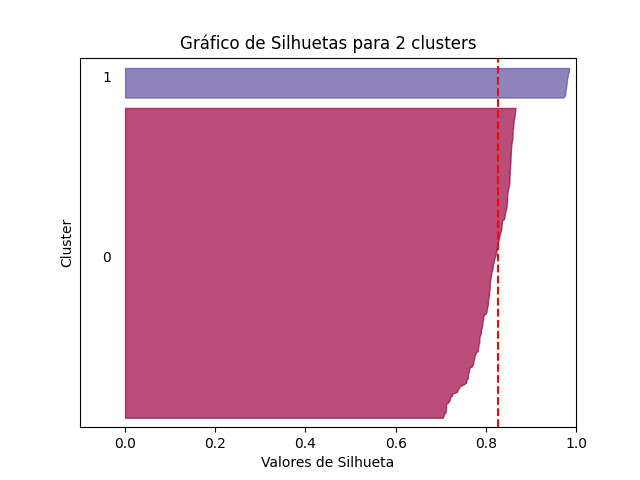 Gráfico de Silhuetas para 2 clusters
1
0
Cluster
0.0 0.2 0.4 0.6 0.8 1.0
Valores de Silhueta